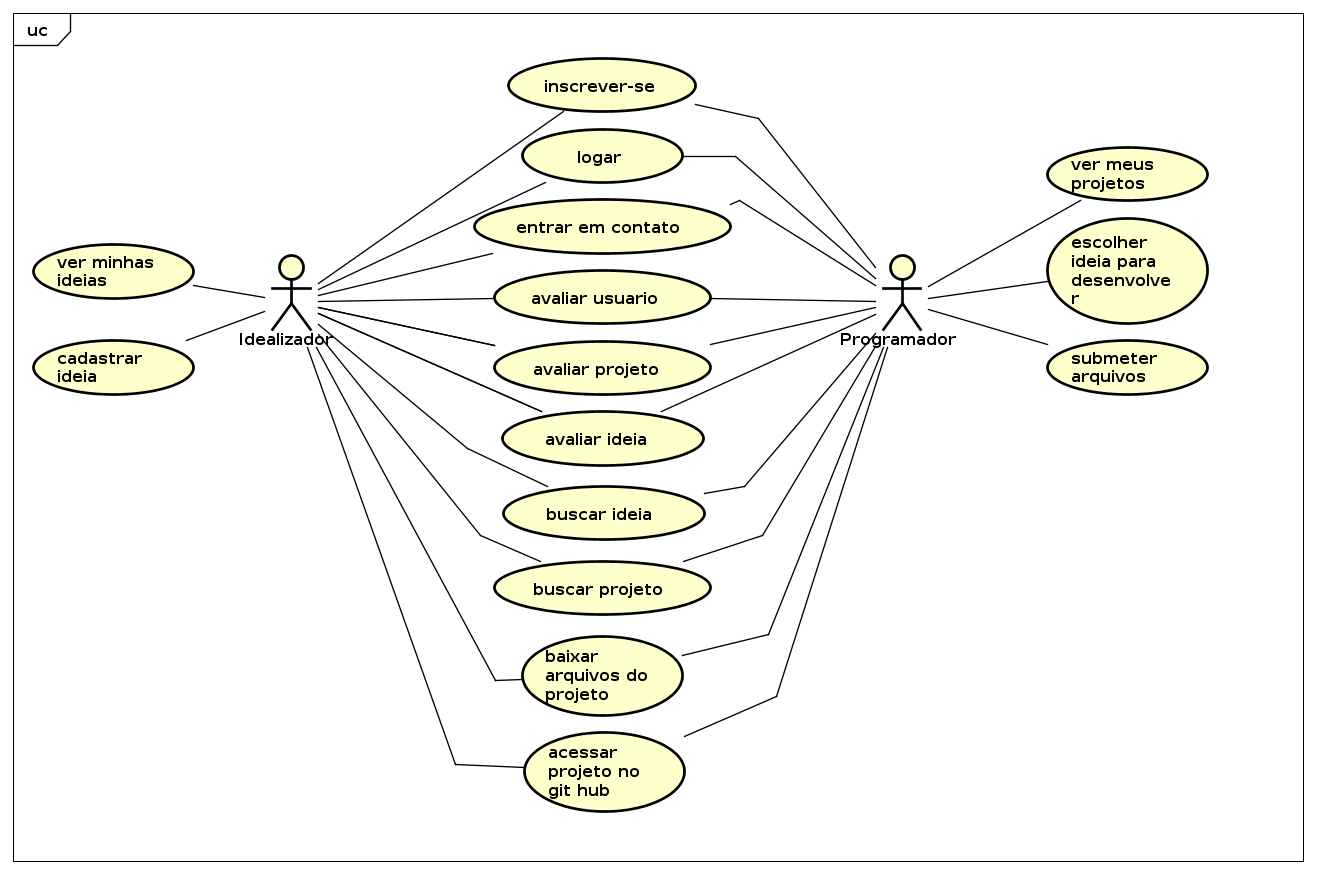 uc
inscrever-se
logar
entrar em contato
avaliar usuario
avaliar projeto
avaliar ideia
buscar ideia
buscar projeto
baixar
arquivos do
projeto
acessar
projeto no
git hub
ver minhas
ideias
cadastrar
ideia
Idealizador
Programador
ver meus
projetos
escolher
ideia para
desenvolve
r
submeter
arquivos